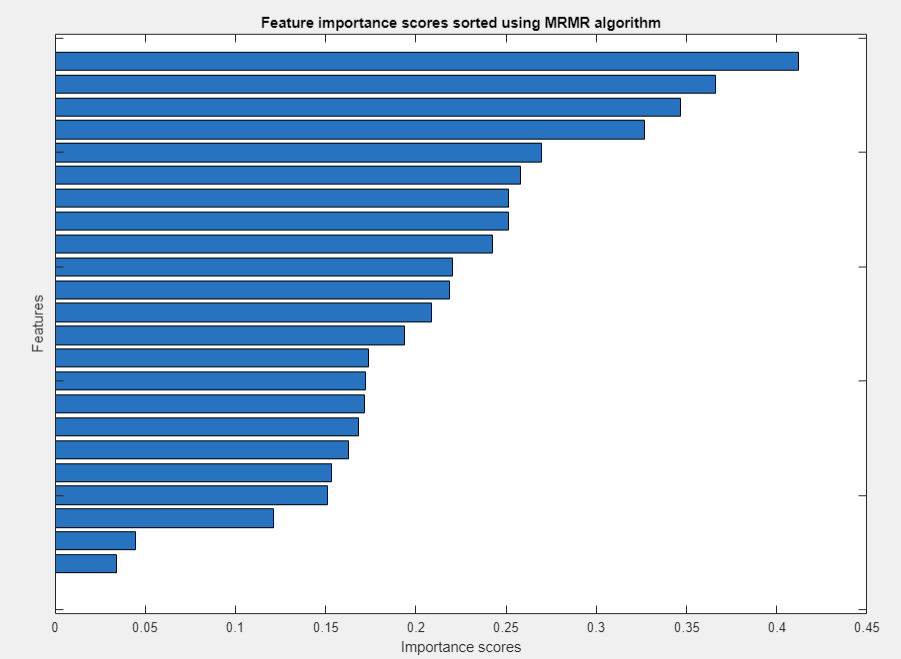 Feature importance scores sorted using MRMR algorithm
Features
0 0.05 0.1 0.15 0.2 0.25 0.3 0.35 0.4 0.45
Importance scores